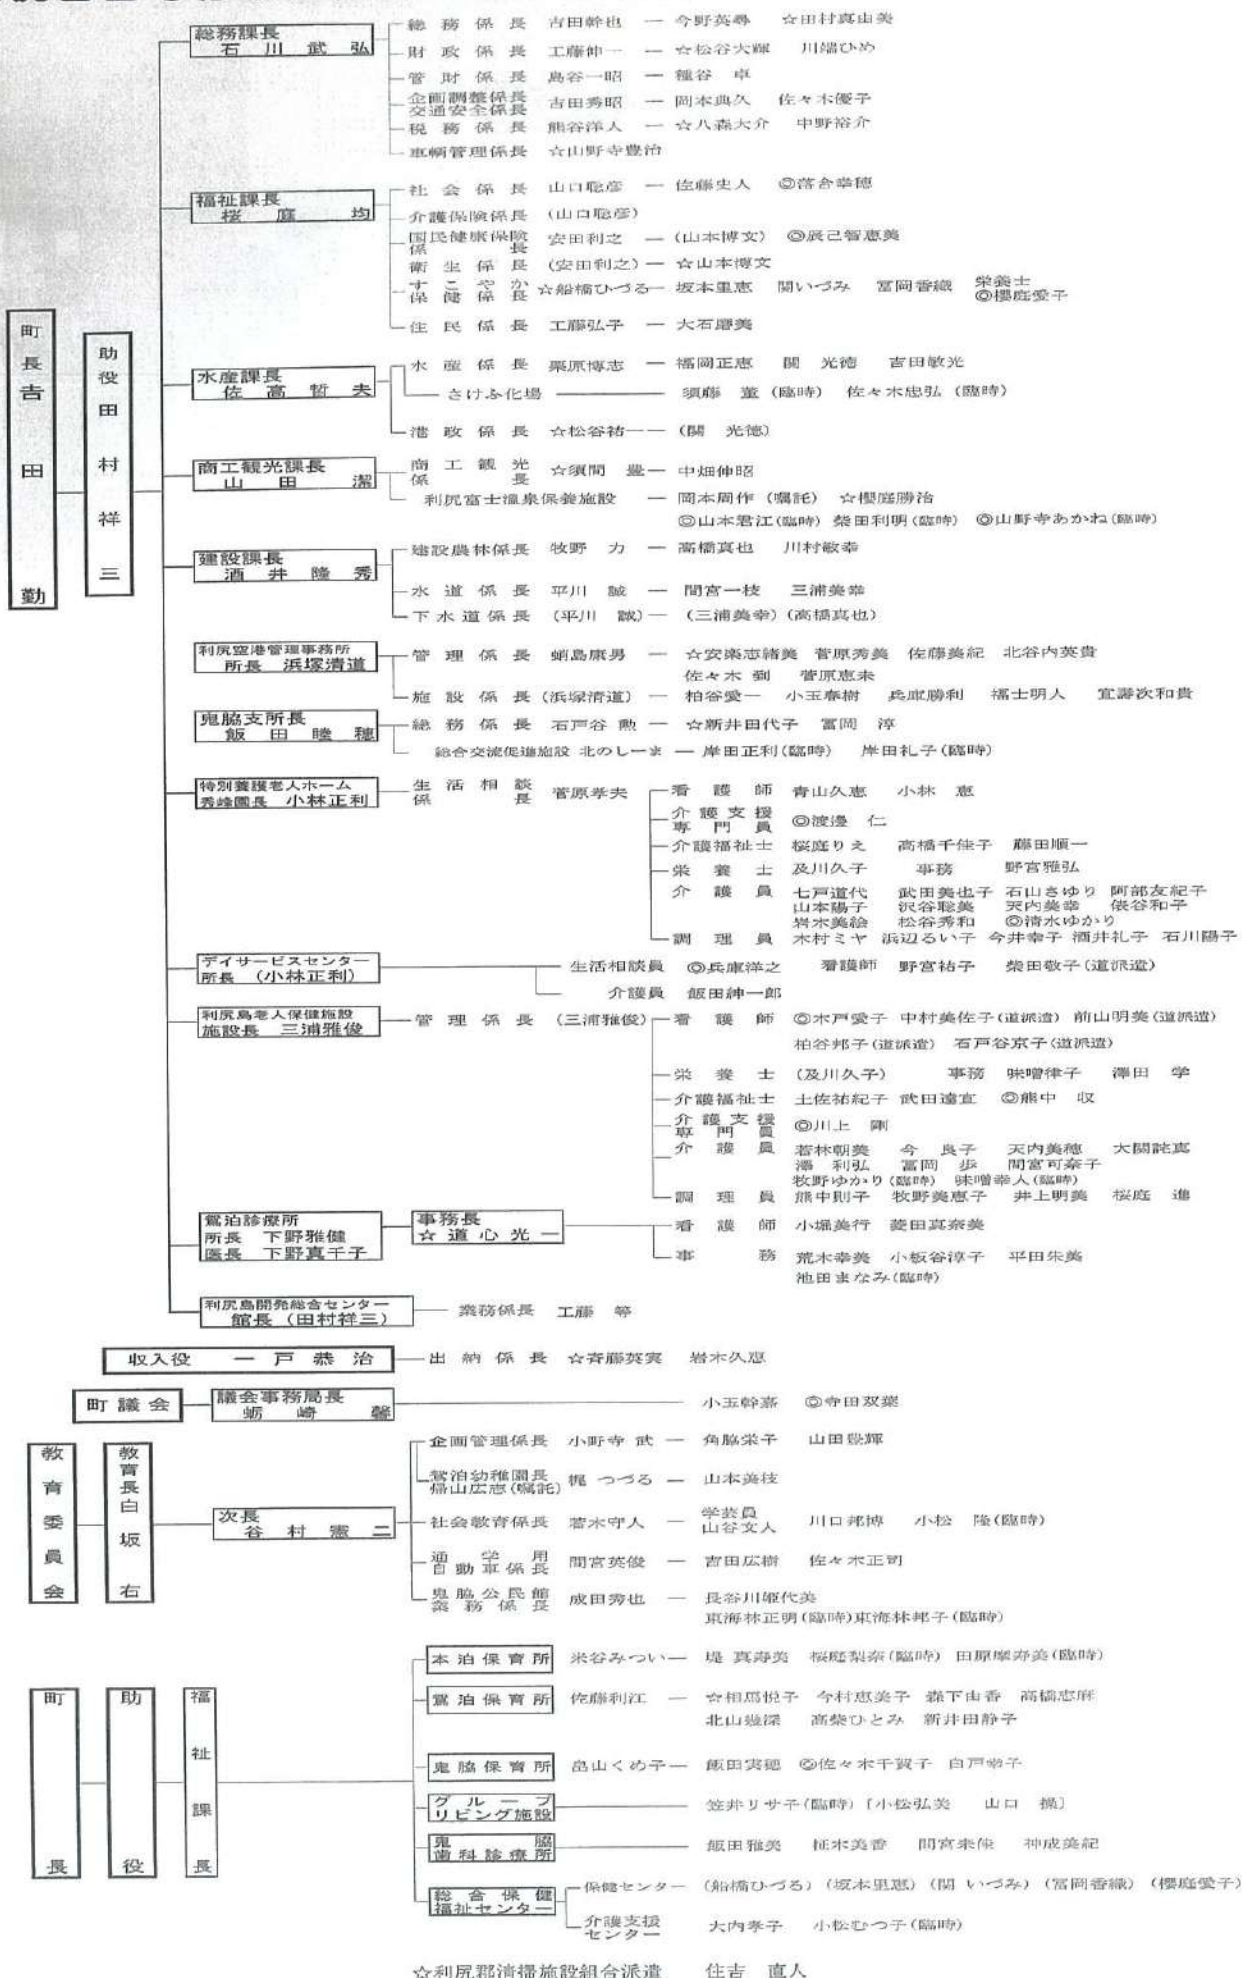 総務課長
石川武弘
総務係長 吉田幹也 — 今野英尋 ☆田村真由美
財政係長 工藤伸一 — ☆松谷大輝 川端ひめ
管財係長 島谷一昭 — 種谷 卓
企画調整係長
交通安全係長 吉田秀昭 — 岡本典久 佐々木優子
税務係長 熊谷洋人 — ☆八森大介 中野裕介
車輌管理係長 ☆山野寺豊治
福祉課長
桜庭 均
社会係長 山口聡彦 — 佐藤史人 ◎落合幸穂
介護保険係長 (山口聡彦)
国民健康保険係長 安田利之 — (山本博文) ◎辰己智恵美
衛生係長 (安田利之) — ☆山本博文
すこやか保健係長 ☆船橋ひづる — 坂本里恵 関いづみ 冨岡香織 栄養士 ◎櫻庭愛子
住民係長 工藤弘子 — 大石磨美
町長 吉田 勤
助役 田村祥三
水産課長
佐高哲夫
水産係長 栗原博志 — 福岡正恵 関 光徳 吉田敏光
さけふ化場 — 須藤 薫(臨時) 佐々木忠弘(臨時)
港政係長 ☆松谷祐一 — (関 光徳)
商工観光課長
山田 潔
商工観光係長 ☆須間 豊 — 中畑伸昭
利尻富士温泉保養施設 — 岡本周作(嘱託) ☆櫻庭勝治
◎山本君江(臨時) 柴田利明(臨時) ◎山野寺あかね(臨時)
建設課長
酒井隆秀
建設農林係長 牧野 力 — 高橋真也 川村敏幸
水道係長 平川 誠 — 間宮一枝 三浦美幸
下水道係長 (平川 誠) — (三浦美幸)(高橋真也)
利尻空港管理事務所
所長 浜塚清道
管理係長 蛸島康男 — ☆安楽志緒美 菅原秀美 佐藤美紀 北谷内英貴
佐々木 剄 菅原恵未
施設係長 (浜塚清道) — 柏谷愛一 小玉春樹 兵庫勝利 福士明人 宜壽次和貴
鬼脇支所長
飯田睦穂
総務係長 石戸谷 勲 — ☆新井田代子 冨岡 淳
総合交流促進施設 北のしーま — 岸田正利(臨時) 岸田礼子(臨時)
特別養護老人ホーム
秀峰園長 小林正利
生活相談係長 菅原孝夫
看護師 青山久恵 小林 恵
介護支援専門員 ◎渡邊 仁
介護福祉士 桜庭りえ 高橋千佳子 藤田順一
栄養士 及川久子 事務 野宮雅弘
介護員 七戸道代 武田美也子 石山さゆり 阿部友紀子
山本陽子 沢谷聡美 天内美幸 俵谷和子
岩木美絵 松谷秀和 ◎清水ゆかり
調理員 木村ミヤ 浜辺るい子 今井幸子 酒井礼子 石川陽子
デイサービスセンター
所長 (小林正利)
生活相談員 ◎兵庫洋之 看護師 野宮祐子 柴田敬子(道派遣)
介護員 飯田紳一郎
利尻島老人保健施設
施設長 三浦雅俊
管理係長 (三浦雅俊)
看護師 ◎木戸愛子 中村美佐子(道派遣) 前山明美(道派遣)
柏谷邦子(道派遣) 石戸谷京子(道派遣)
栄養士 (及川久子) 事務 味噌律子 澤田 学
介護福祉士 土佐祐紀子 武田遠宜 ◎熊中 収
介護支援専門員 ◎川上 剛
介護員 若林朝美 今 良子 天内美穂 大関詫真
澤 利弘 冨岡 歩 間宮可奈子
牧野ゆかり(臨時) 味噌幸人(臨時)
調理員 熊中則子 牧野美恵子 井上明美 桜庭 進
鴛泊診療所
所長 下野雅健
医長 下野真千子
事務長
☆道心光一
看護師 小堀美行 菱田真奈美
事務 荒木幸美 小板谷淳子 平田朱美
池田まなみ(臨時)
利尻島開発総合センター
館長 (田村祥三)
業務係長 工藤 等
収入役 一戸恭治 — 出納係長 ☆斉藤英実 岩木久恵
町議会
議会事務局長
蛎崎 馨
小玉幹嘉 ◎寺田双葉
教育委員会
教育長 白坂 右
次長
谷村憲二
企画管理係長 小野寺 武 — 角脇栄子 山田豊輝
鴛泊幼稚園長
帰山広志(嘱託) 梶 つづる — 山本美枝
社会教育係長 若木守人 — 学芸員 山谷文人 川口邦博 小松 隆(臨時)
通学用自動車係長 間宮英俊 — 吉田広樹 佐々木正司
鬼脇公民館業務係長 成田秀也 — 長谷川姫代美
東海林正明(臨時)東海林邦子(臨時)
町長
助役
福祉課長
本泊保育所 米谷みつい — 堤 真寿美 桜庭梨奈(臨時) 田原摩寿美(臨時)
鴛泊保育所 佐藤利江 — ☆相馬悦子 今村恵美子 森下由香 高橋志麻
北山幾深 高柴ひとみ 新井田静子
鬼脇保育所 畠山くめ子 — 飯田実穂 ◎佐々木千賀子 白戸幸子
グループリビング施設 笠井リサ子(臨時)〔小松弘美 山口 操〕
鬼脇歯科診療所 飯田雅美 柾木美香 間宮未俟 神成美紀
総合保健福祉センター
保健センター (船橋ひづる)(坂本里恵)(関 いづみ)(冨岡香織)(櫻庭愛子)
介護支援センター 大内孝子 小松むつ子(臨時)
☆利尻郡清掃施設組合派遣 住吉 直人